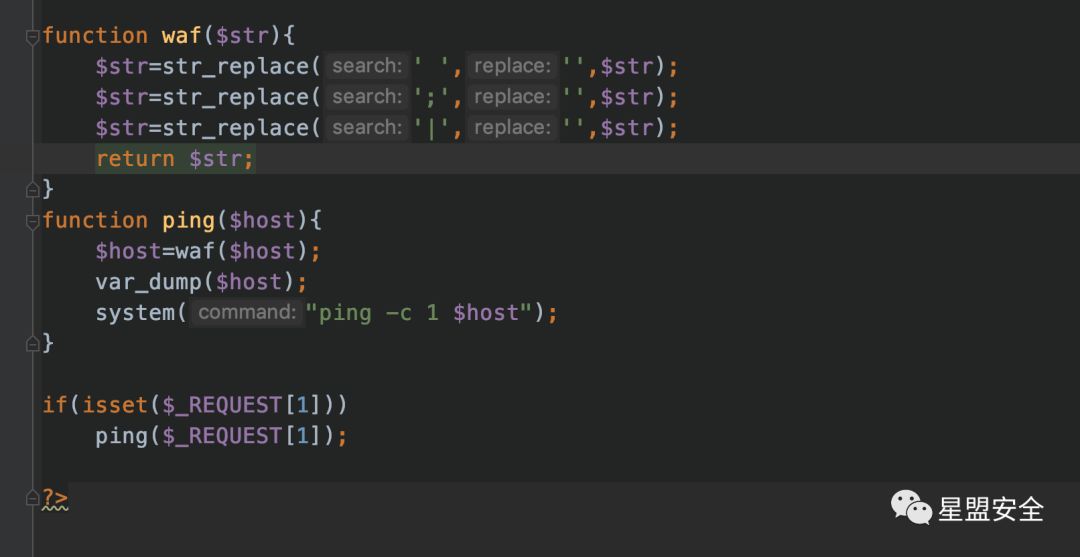 function waf($str){
$str=str_replace( search: ' ', replace: '',$str);
$str=str_replace( search: ';', replace: '',$str);
$str=str_replace( search: '|', replace: '',$str);
return $str;
}
function ping($host){
$host=waf($host);
var_dump($host);
system( command: "ping -c 1 $host");
}
if(isset($_REQUEST[1]))
ping($_REQUEST[1]);
?>
星盟安全